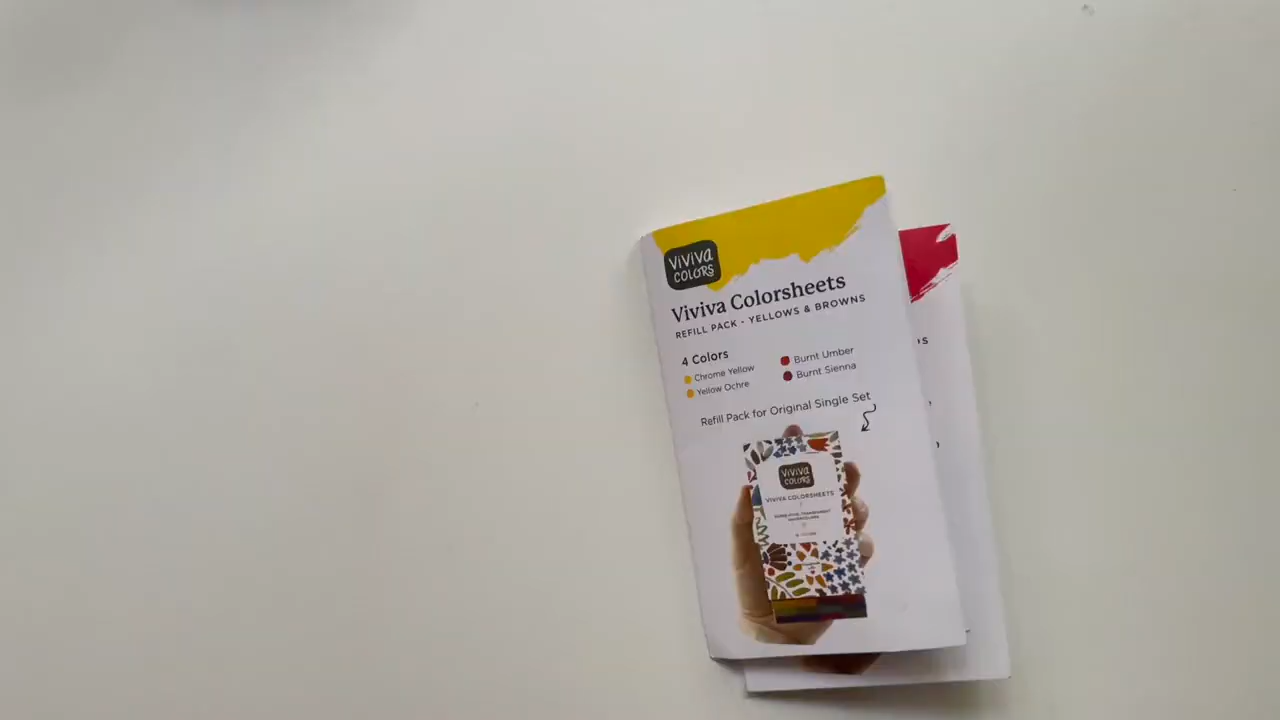 ViViVa
COLORS
Viviva Colorsheets
REFILL PACK - YELLOWS & BROWNS
4 Colors
Chrome Yellow
Yellow Ochre
Burnt Umber
Burnt Sienna
Refill Pack for Original Single Set
ViViVa
COLORS
VIVIVA COLORSHEETS